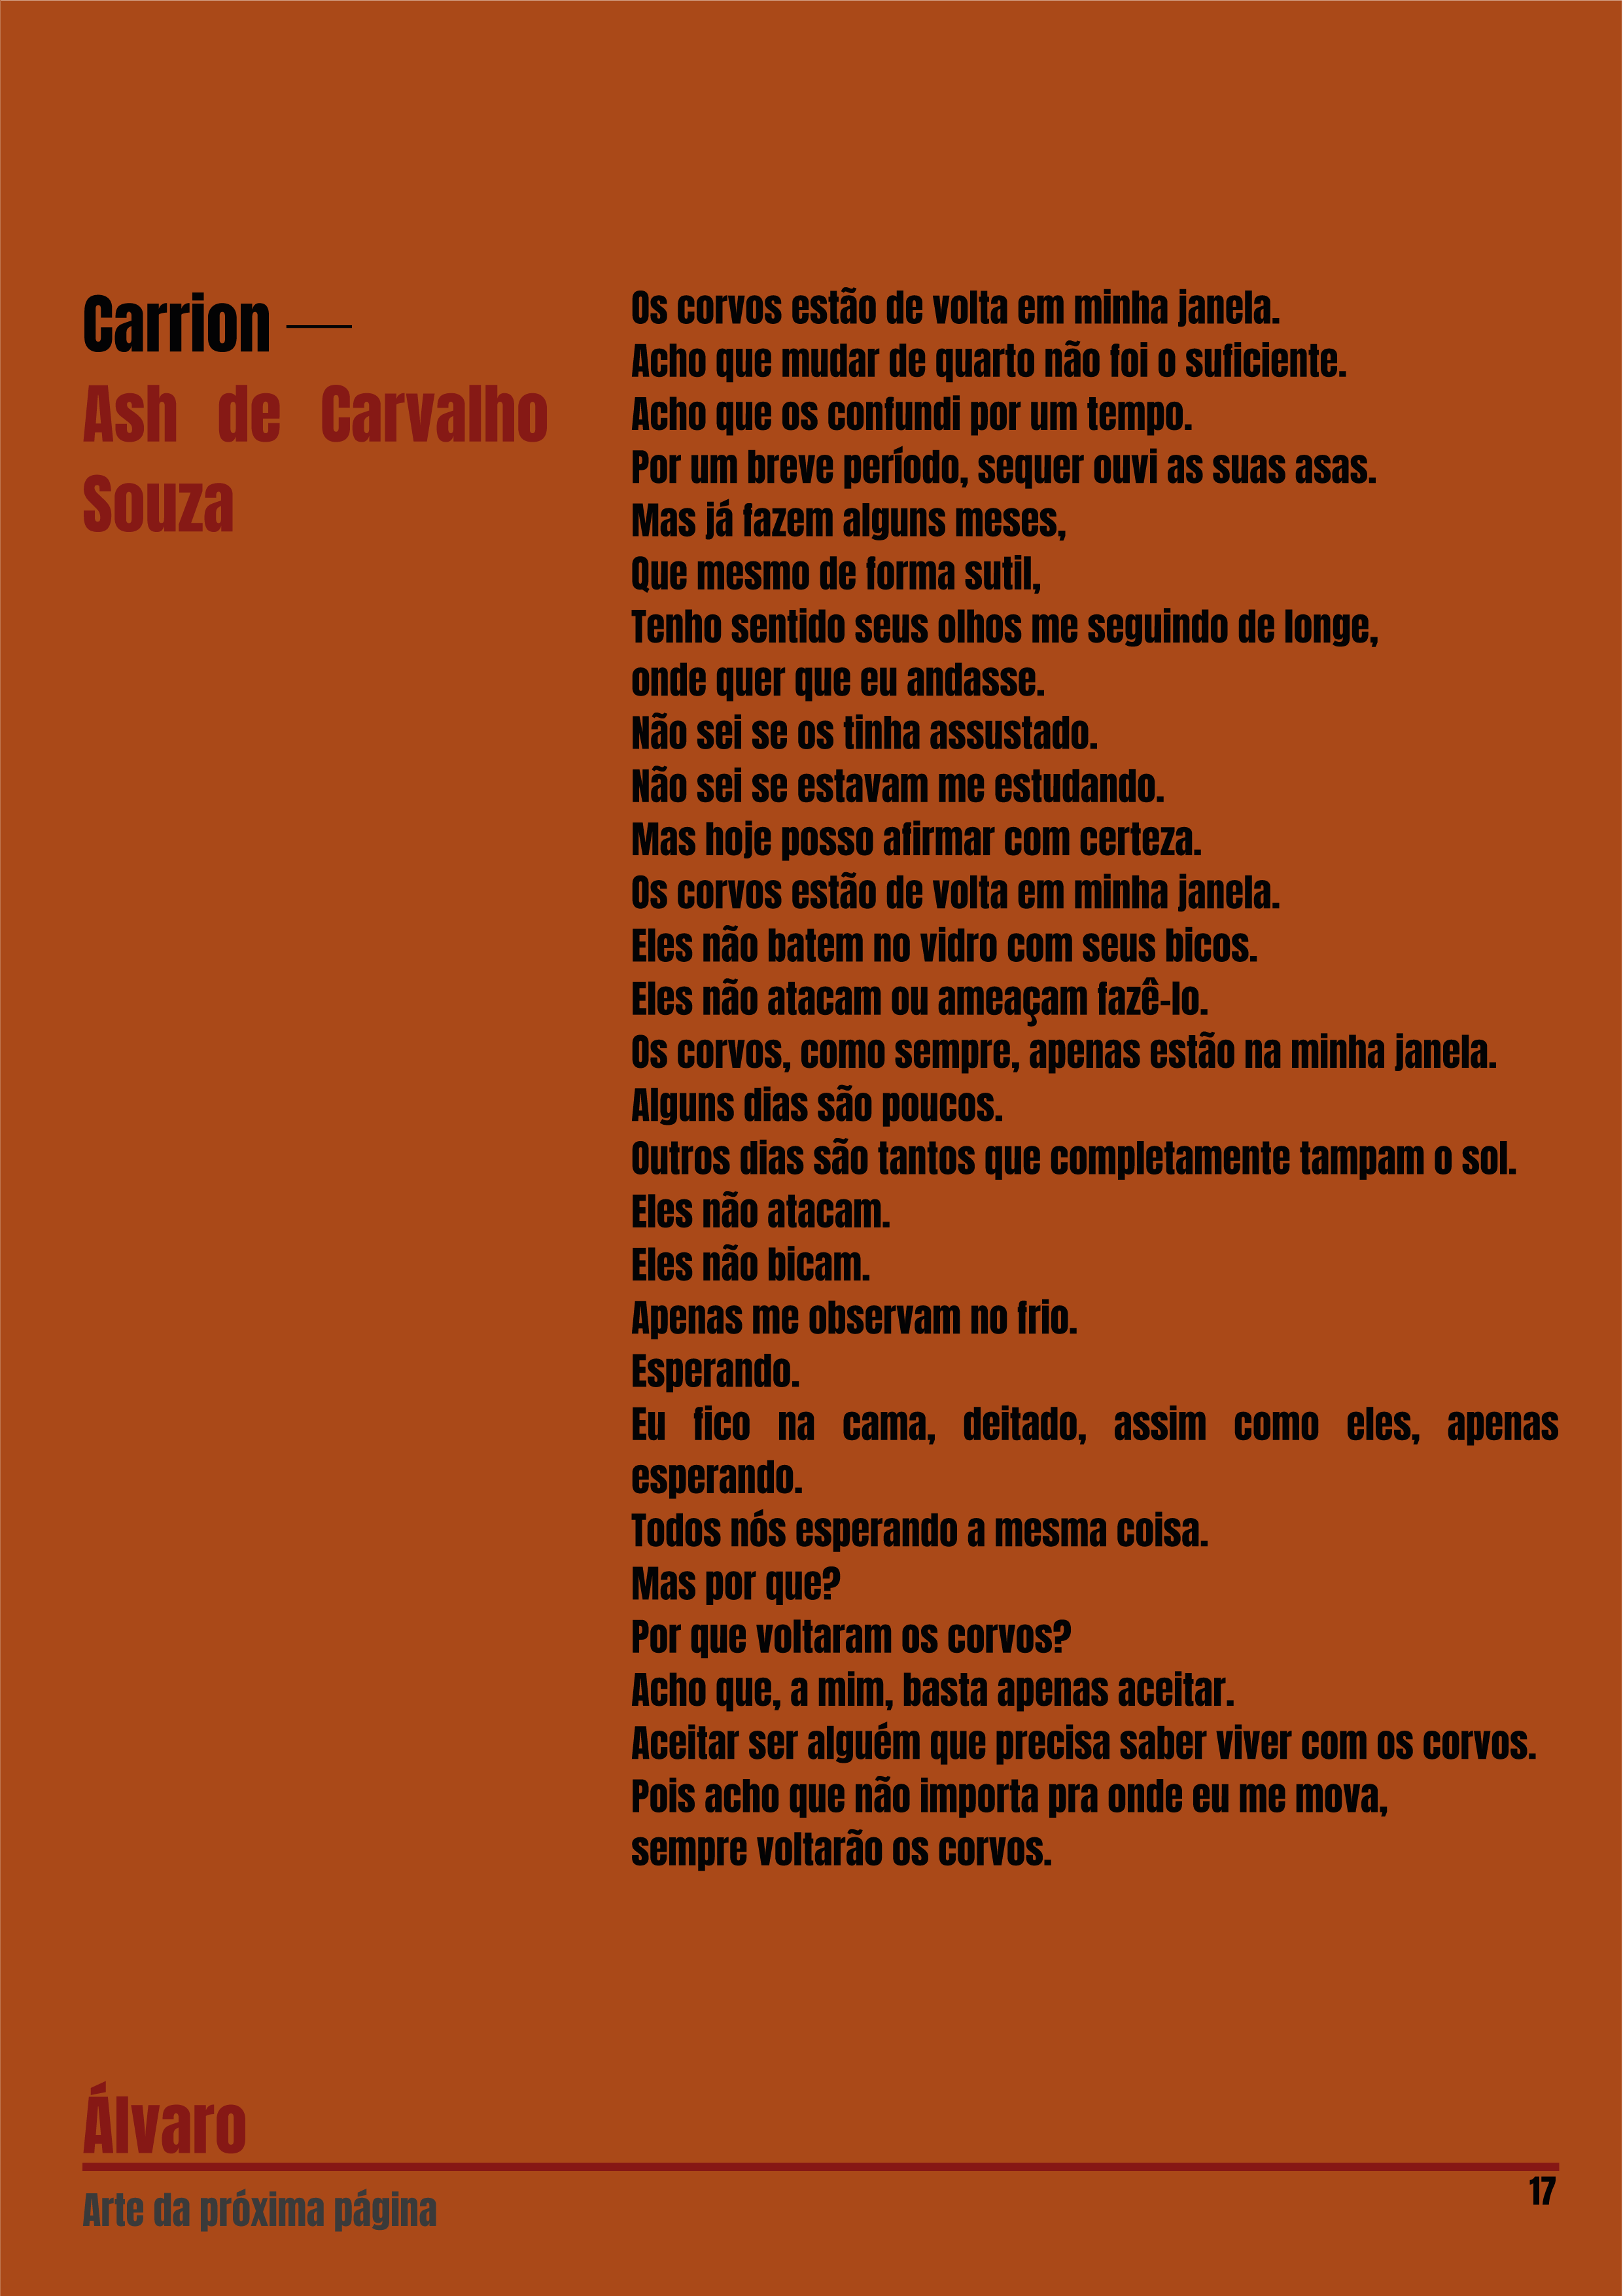 Carrion —
Ash de Carvalho
Souza
Os corvos estão de volta em minha janela.
Acho que mudar de quarto não foi o suficiente.
Acho que os confundi por um tempo.
Por um breve período, sequer ouvi as suas asas.
Mas já fazem alguns meses,
Que mesmo de forma sutil,
Tenho sentido seus olhos me seguindo de longe,
onde quer que eu andasse.
Não sei se os tinha assustado.
Não sei se estavam me estudando.
Mas hoje posso afirmar com certeza.
Os corvos estão de volta em minha janela.
Eles não batem no vidro com seus bicos.
Eles não atacam ou ameaçam fazê-lo.
Os corvos, como sempre, apenas estão na minha janela.
Alguns dias são poucos.
Outros dias são tantos que completamente tampam o sol.
Eles não atacam.
Eles não bicam.
Apenas me observam no frio.
Esperando.
Eu fico na cama, deitado, assim como eles, apenas
esperando.
Todos nós esperando a mesma coisa.
Mas por que?
Por que voltaram os corvos?
Acho que, a mim, basta apenas aceitar.
Aceitar ser alguém que precisa saber viver com os corvos.
Pois acho que não importa pra onde eu me mova,
sempre voltarão os corvos.
Álvaro
Arte da próxima página
17